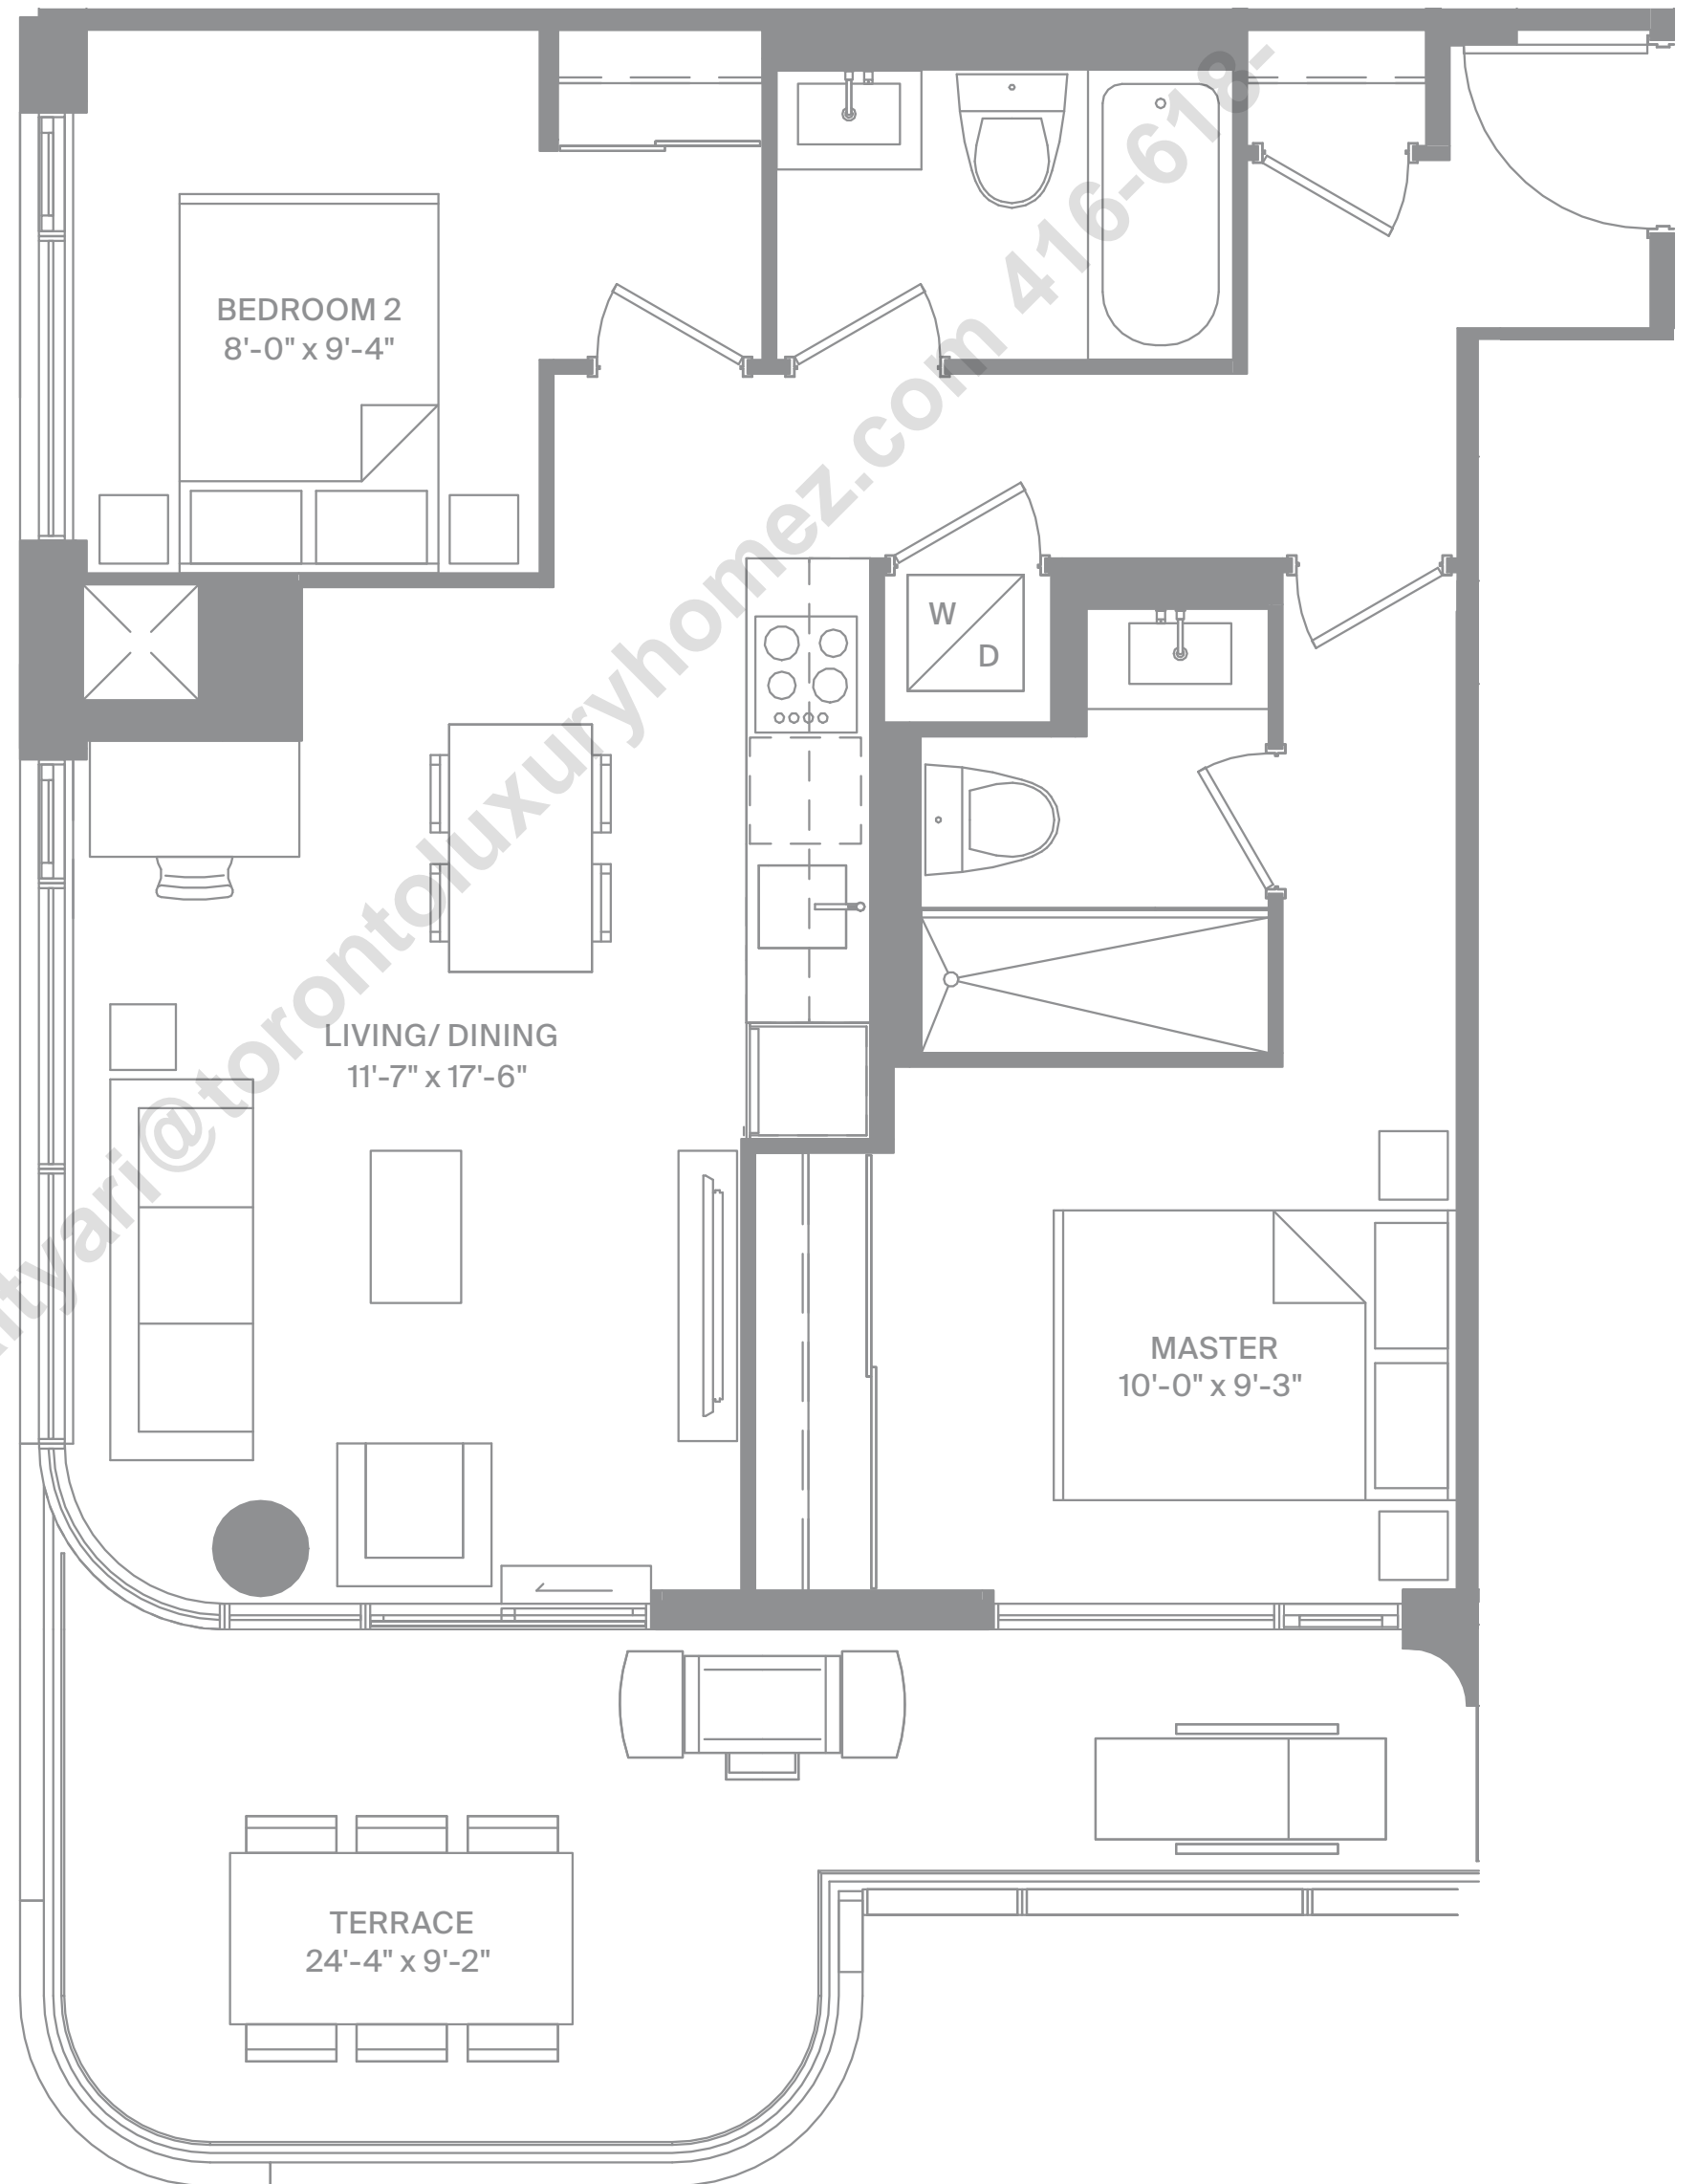 BEDROOM 2
8'-0" x 9'-4"
W
D
LIVING/ DINING
11'-7" x 17'-6"
MASTER
10'-0" x 9'-3"
TERRACE
24'-4" x 9'-2"
ityari@torontoluxuryhomez.com 416-618-